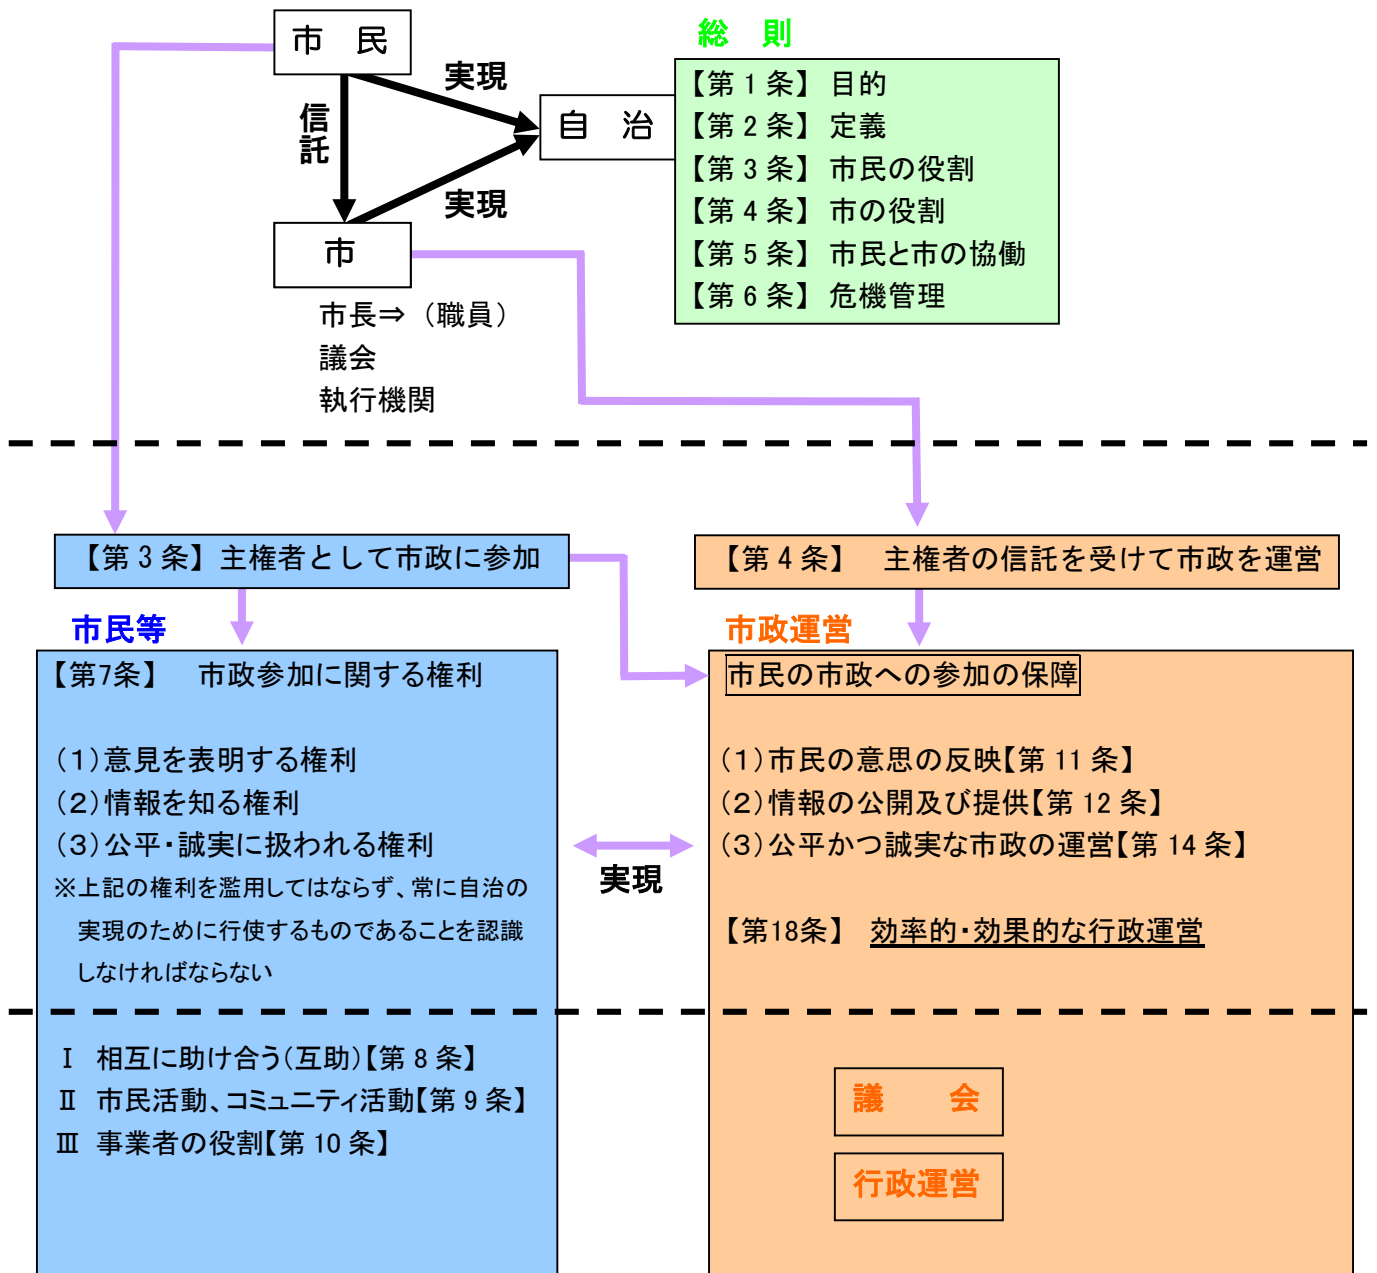 市　民
総　則
実現
信託
自　治
実現
市
市長⇒（職員）
議会
執行機関
【第1条】 目的
【第2条】 定義
【第3条】 市民の役割
【第4条】 市の役割
【第5条】 市民と市の協働
【第6条】 危機管理
【第3条】主権者として市政に参加
【第4条】　主権者の信託を受けて市政を運営
市民等
【第7条】　市政参加に関する権利
（１）意見を表明する権利
（２）情報を知る権利
（３）公平・誠実に扱われる権利
※上記の権利を濫用してはならず、常に自治の
実現のために行使するものであることを認識
しなければならない
Ⅰ　相互に助け合う（互助）【第8条】
Ⅱ　市民活動、コミュニティ活動【第9条】
Ⅲ　事業者の役割【第10条】
実現
市政運営
市民の市政への参加の保障
（１）市民の意思の反映【第11条】
（２）情報の公開及び提供【第12条】
（３）公平かつ誠実な市政の運営【第14条】
【第18条】　効率的・効果的な行政運営
議　会
行政運営